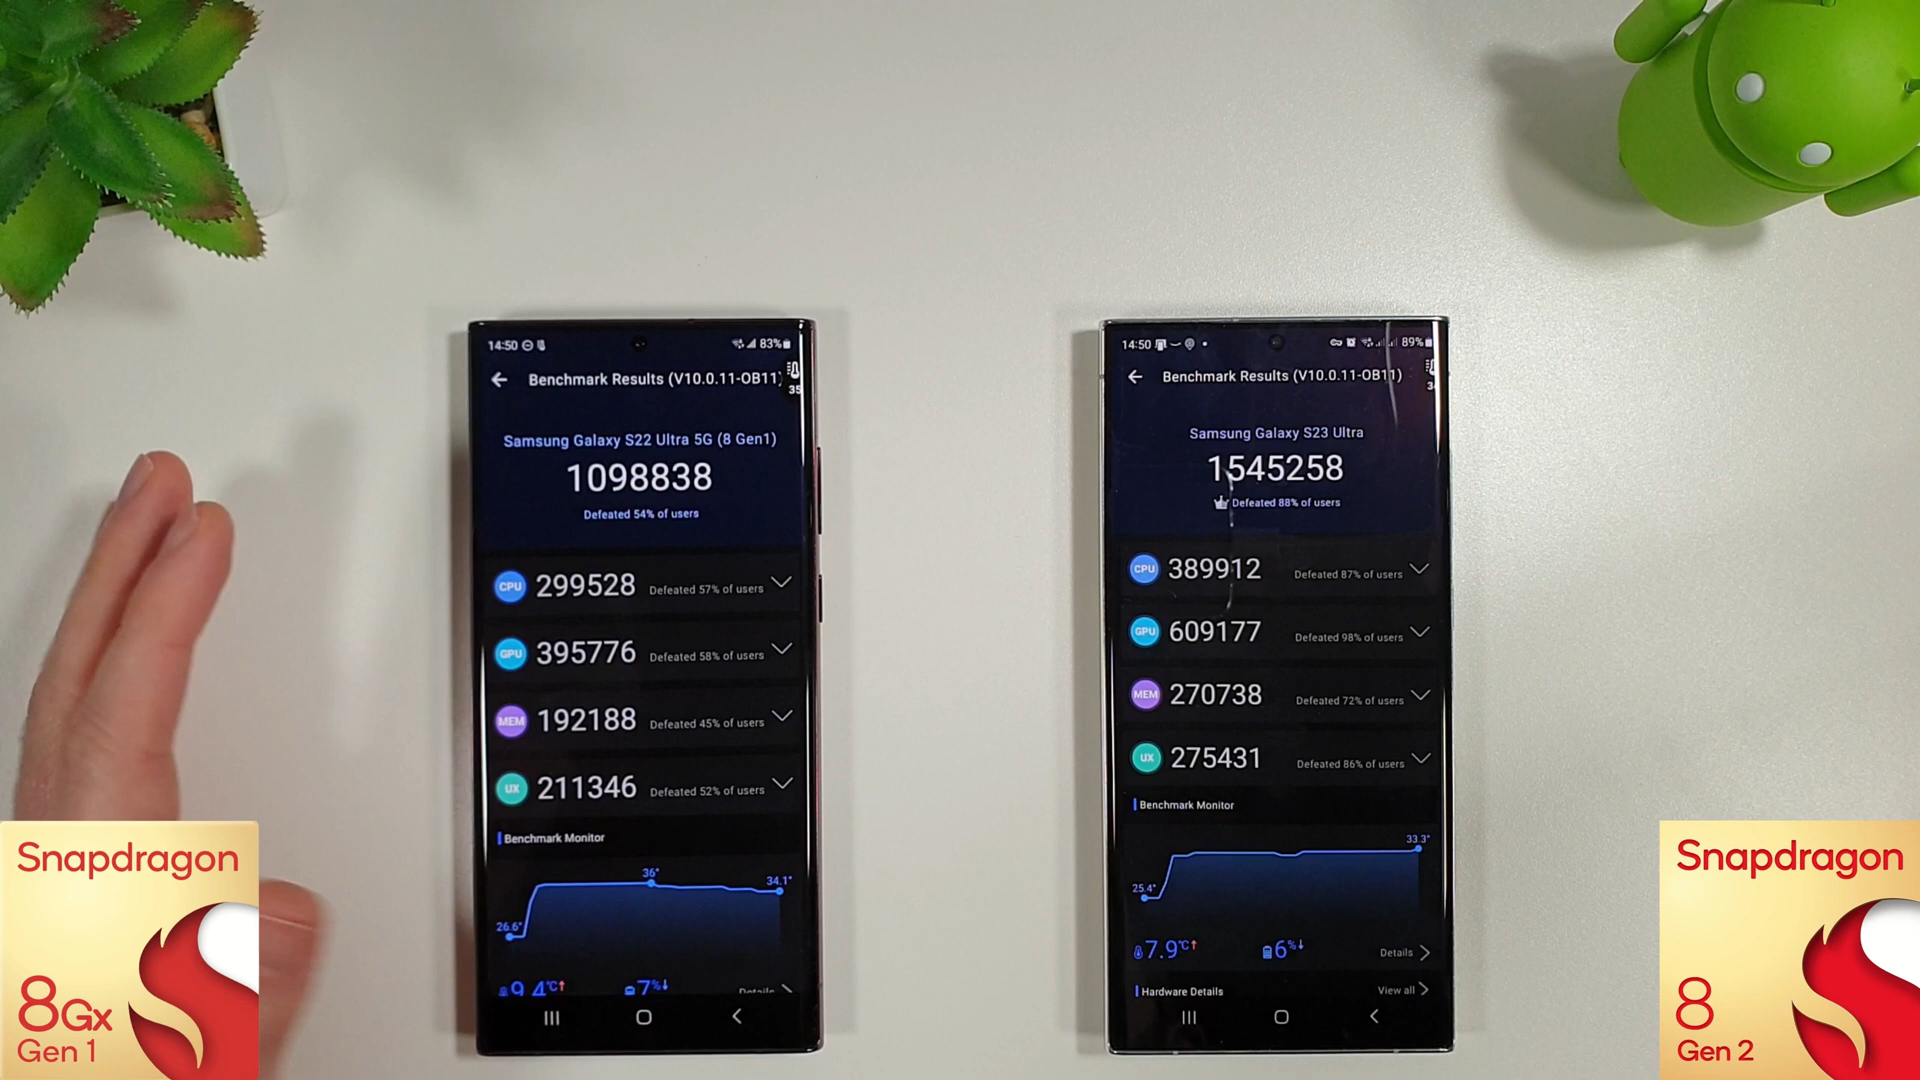 14:50
83%
Benchmark Results (V10.0.11-OB11)
35
Samsung Galaxy S22 Ultra 5G (8 Gen1)
1098838
Defeated 54% of users
CPU 299528 Defeated 57% of users
GPU 395776 Defeated 58% of users
MEM 192188 Defeated 45% of users
UX 211346 Defeated 52% of users
Benchmark Monitor
36°
34.1°
26.6°
9.4°C↑ 7%↓ Details
14:50
89%
Benchmark Results (V10.0.11-OB11)
Samsung Galaxy S23 Ultra
1545258
Defeated 88% of users
CPU 389912 Defeated 87% of users
GPU 609177 Defeated 98% of users
MEM 270738 Defeated 72% of users
UX 275431 Defeated 86% of users
Benchmark Monitor
33.3°
25.4°
7.9°C↑ 6%↓ Details
Hardware Details View all
Snapdragon
8Gx
Gen 1
Snapdragon
8
Gen 2